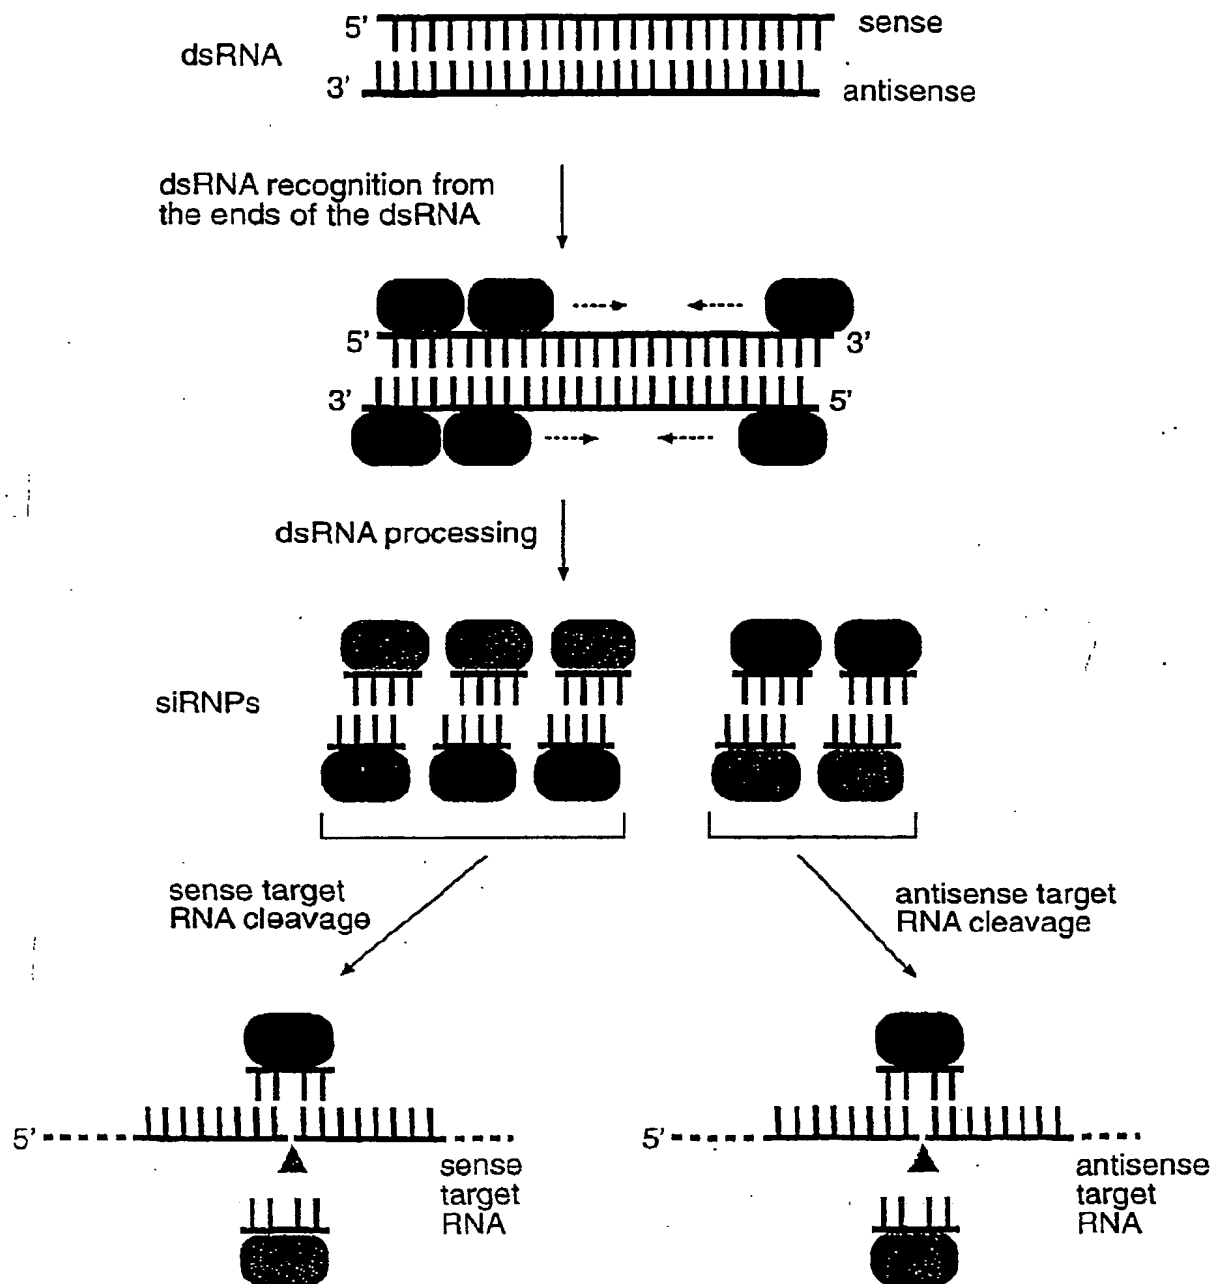 5' sense
dsRNA
3' antisense
dsRNA recognition from
the ends of the dsRNA
5' 3'
3' 5'
dsRNA processing
siRNPs
sense target
RNA cleavage
antisense target
RNA cleavage
5'
sense
target
RNA
5'
antisense
target
RNA